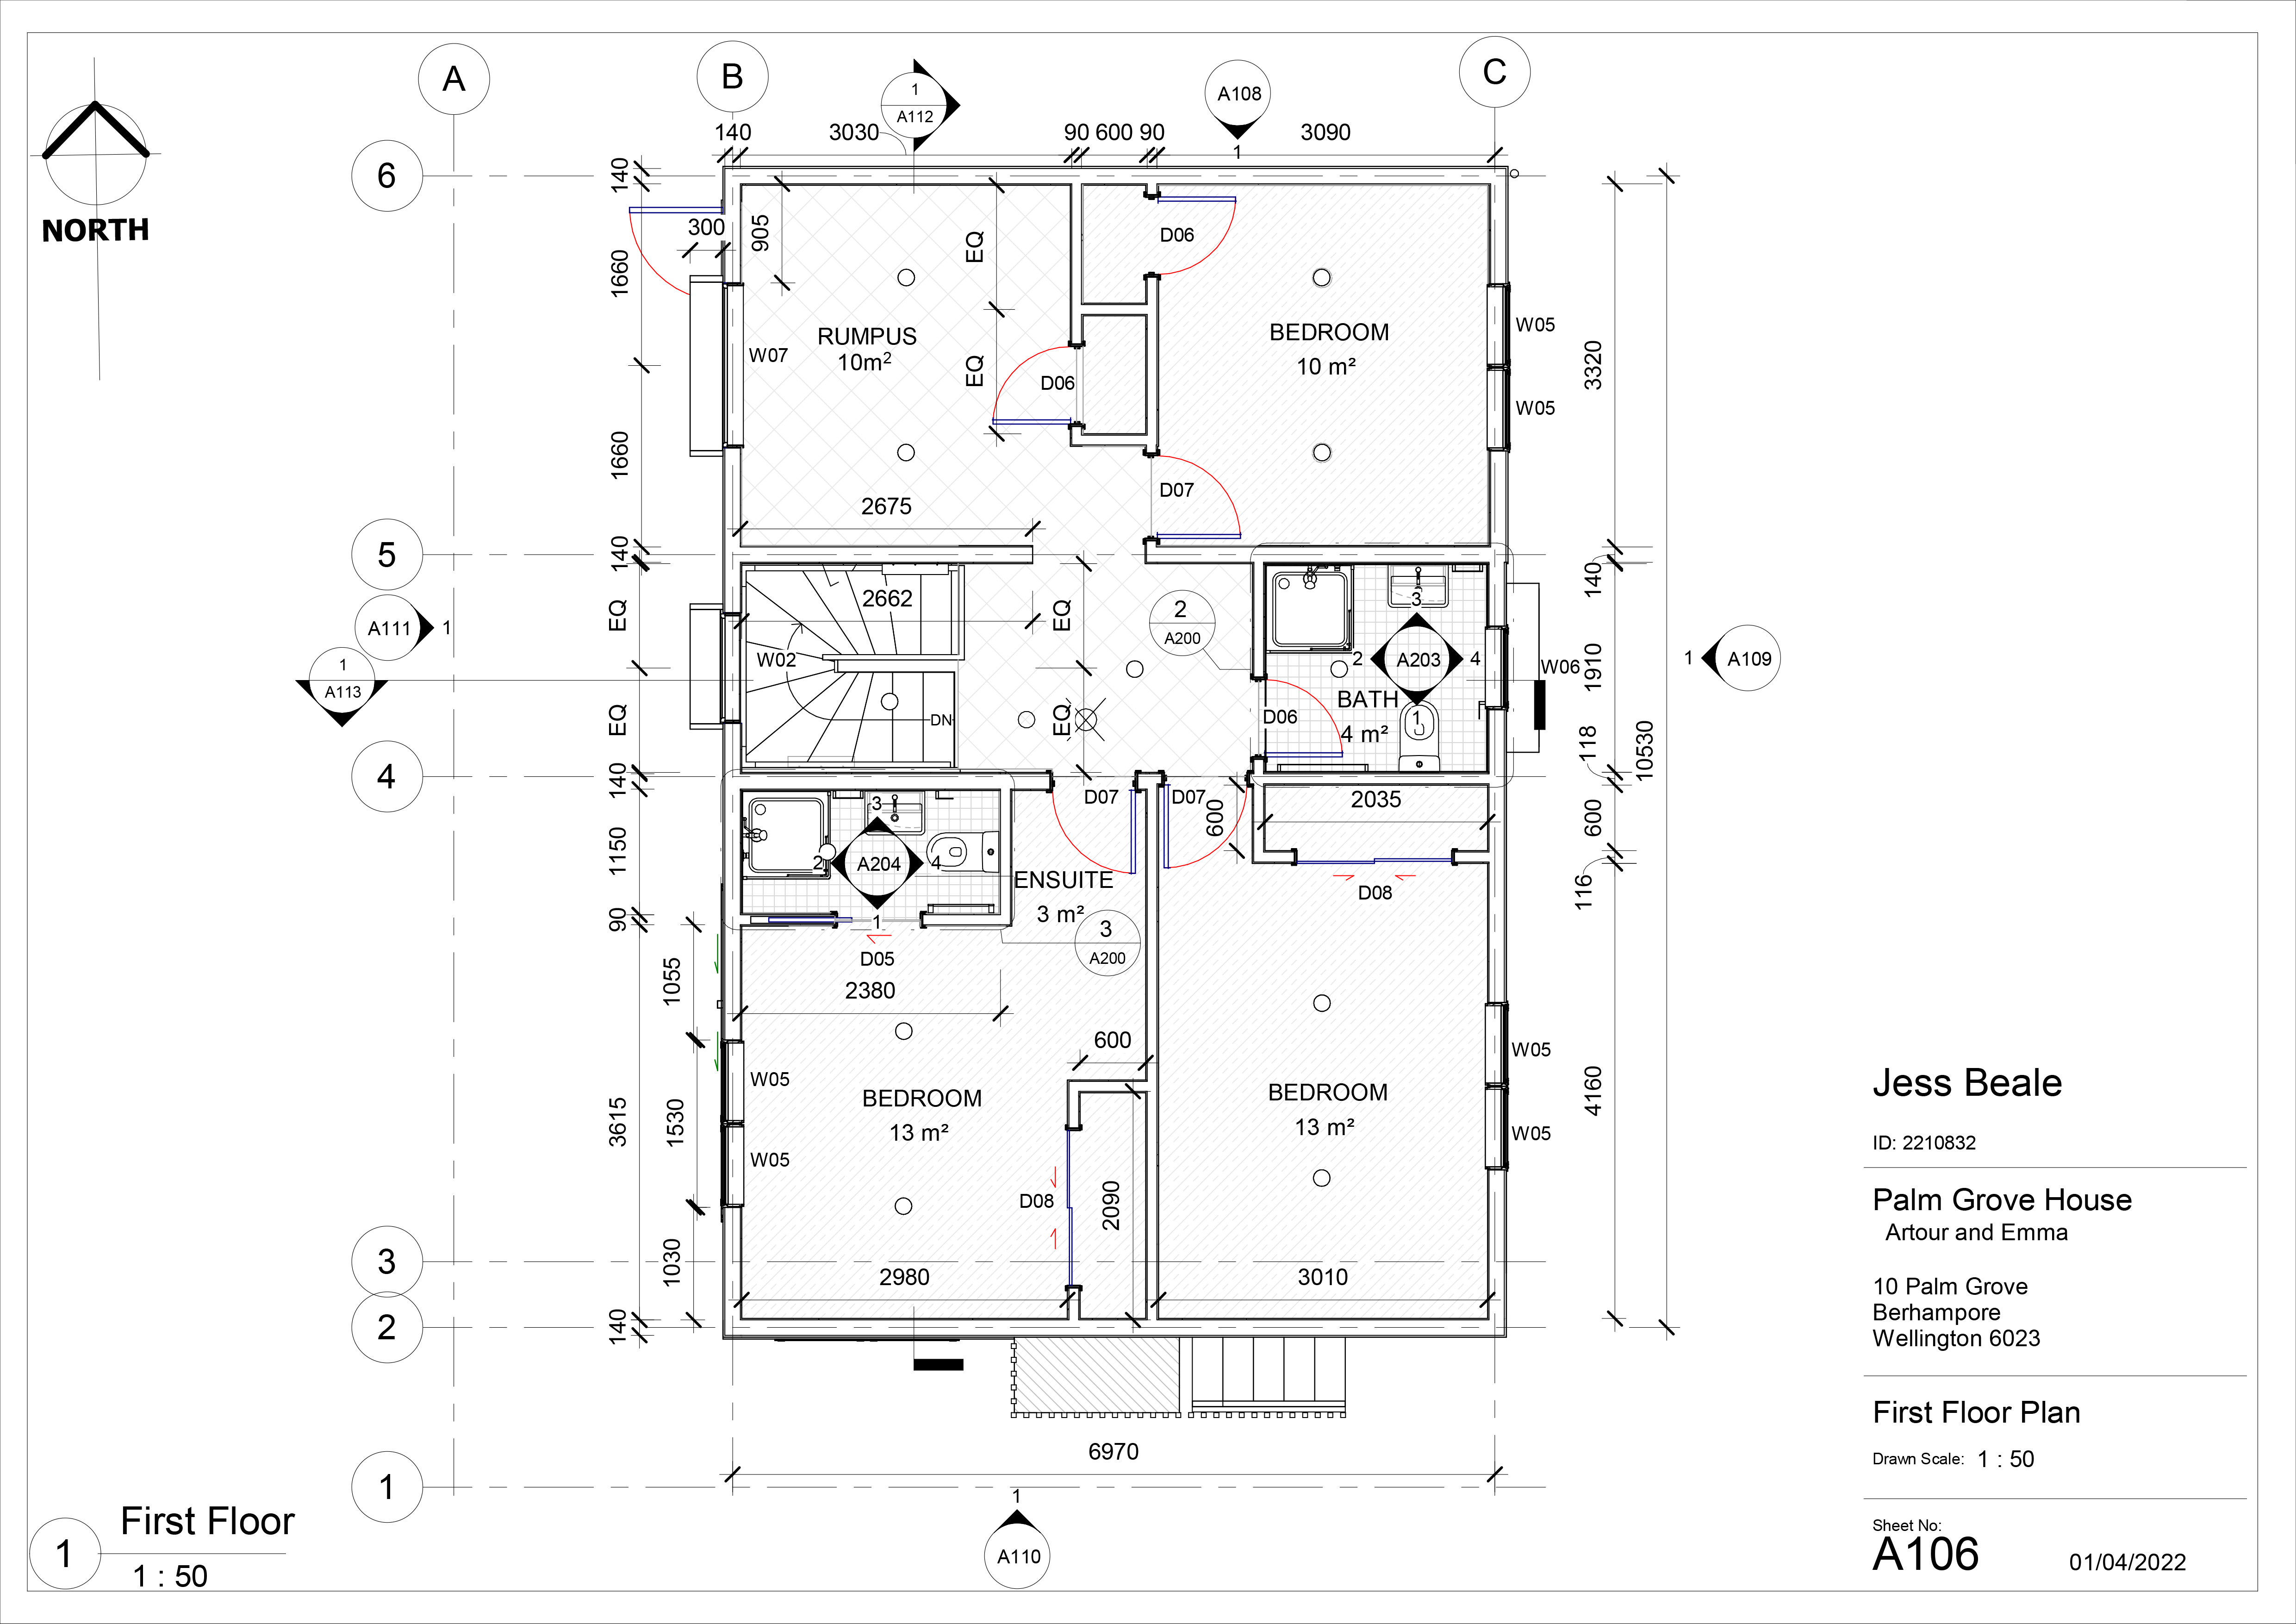 A
B
C
1
A112
A108
1
140
3030
90
600
90
3090
6
NORTH
140
300
905
EQ
1660
D06
RUMPUS
10m²
W07
EQ
D06
BEDROOM
10 m²
W05
W05
3320
1660
2675
D07
5
140
140
A111
1
EQ
2662
EQ
2
A200
3
2
A203
4
1
W02
W06
1910
1
A109
1
A113
EQ
DN
EQ
D06
BATH
4 m²
118
10530
4
140
D07
D07
600
2035
600
3
1150
2
A204
4
1
ENSUITE
3 m²
D08
116
90
D05
3
A200
1055
2380
600
W05
W05
BEDROOM
13 m²
BEDROOM
13 m²
W05
W05
4160
3615
1530
D08
2090
3
1030
2980
3010
2
140
6970
1
1
A110
1
First Floor
1 : 50
Jess Beale
ID: 2210832
Palm Grove House
Artour and Emma
10 Palm Grove
Berhampore
Wellington 6023
First Floor Plan
Drawn Scale: 1 : 50
Sheet No:
A106
01/04/2022